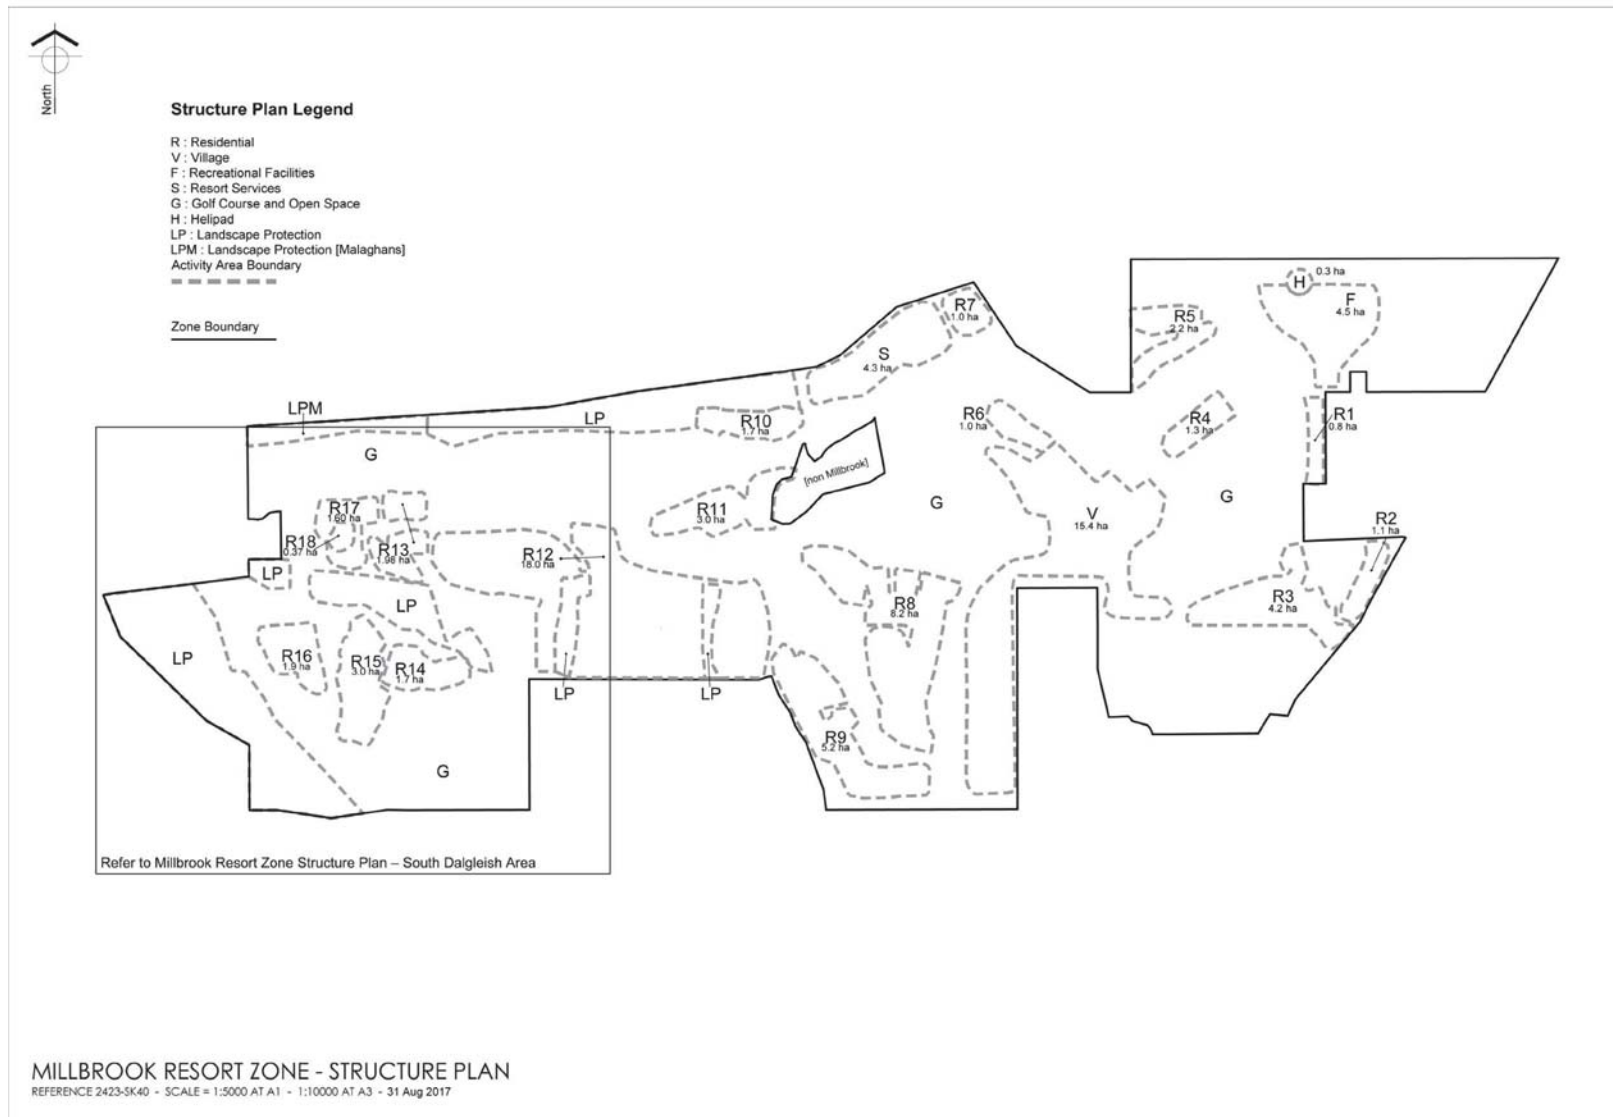 North
Structure Plan Legend
R : Residential
V : Village
F : Recreational Facilities
S : Resort Services
G : Golf Course and Open Space
H : Helipad
LP : Landscape Protection
LPM : Landscape Protection [Malaghans]
Activity Area Boundary
Zone Boundary
H
0.3 ha
F
4.5 ha
R7
1.0 ha
R5
2.2 ha
S
4.3 ha
LPM
LP
R10
1.7 ha
R6
1.0 ha
R4
1.3 ha
R1
0.8 ha
G
[non Millbrook]
R17
1.60 ha
R11
3.0 ha
G
V
15.4 ha
G
R2
1.1 ha
R18
0.37 ha
R13
1.98 ha
R12
18.0 ha
LP
LP
R8
8.2 ha
R3
4.2 ha
LP
R16
1.9 ha
R15
3.0 ha
R14
1.7 ha
LP
LP
R9
5.2 ha
G
Refer to Millbrook Resort Zone Structure Plan – South Dalgleish Area
MILLBROOK RESORT ZONE - STRUCTURE PLAN
REFERENCE 2423-SK40 - SCALE = 1:5000 AT A1 - 1:10000 AT A3 - 31 Aug 2017